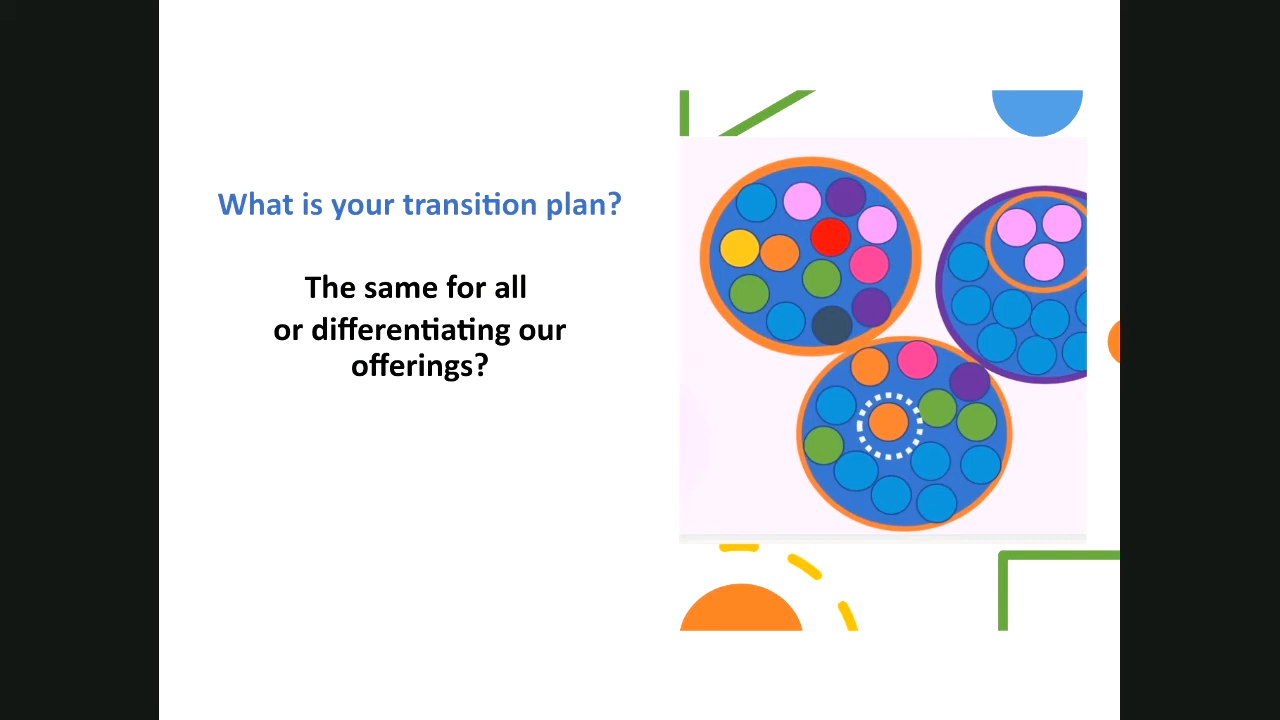 What is your transition plan?
The same for all
or differentiating our
offerings?